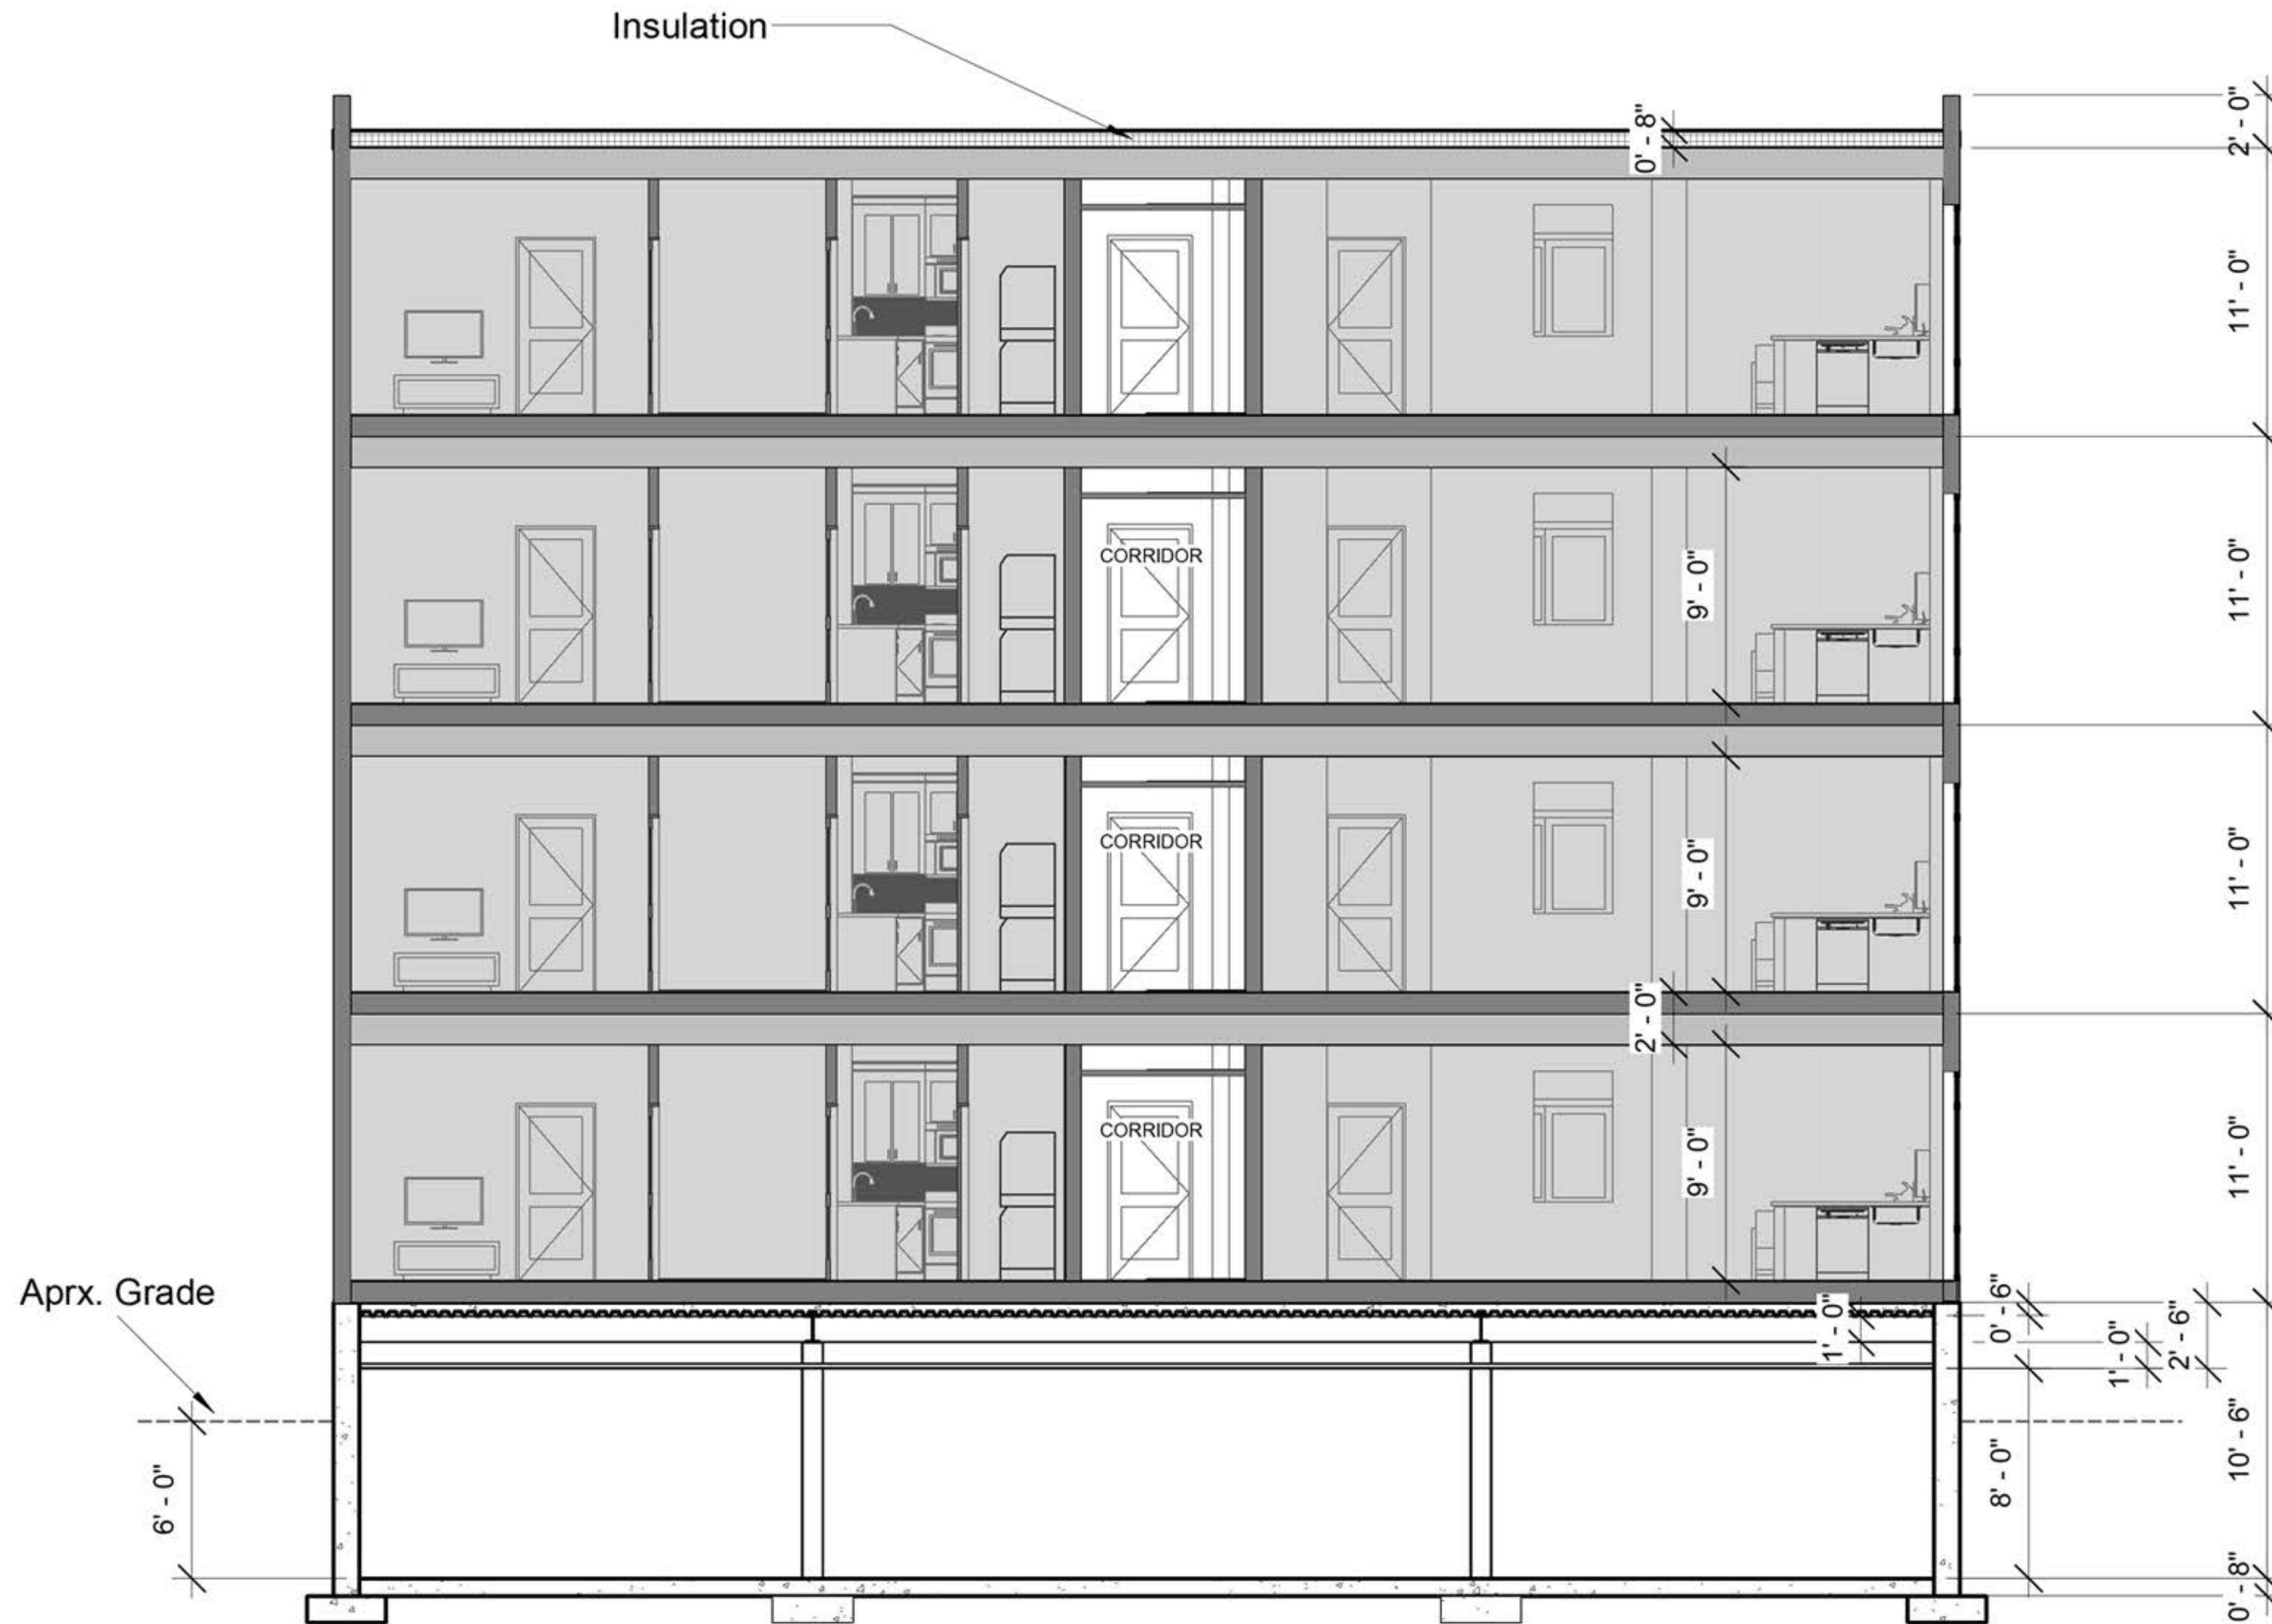 Insulation
2' - 0"
0' - 8"
11' - 0"
CORRIDOR
9' - 0"
11' - 0"
CORRIDOR
9' - 0"
11' - 0"
2' - 0"
CORRIDOR
9' - 0"
11' - 0"
Aprx. Grade
1' - 0"
0' - 6"
1' - 0"
2' - 6"
6' - 0"
8' - 0"
10' - 6"
0' - 8"